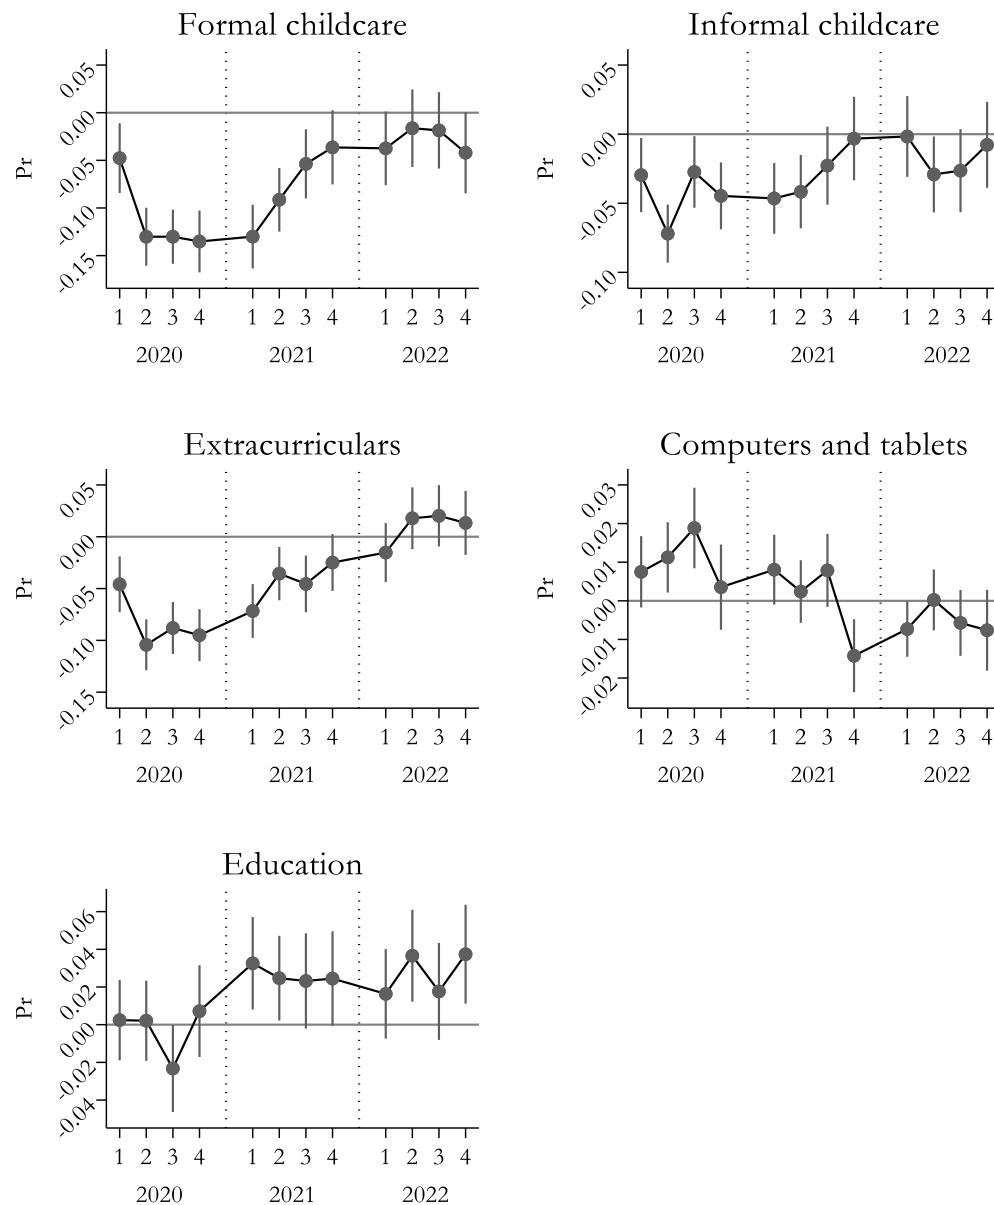 Formal childcare
Pr
0.05
0.00
-0.05
-0.10
-0.15
1 2 3 4 1 2 3 4 1 2 3 4
2020 2021 2022
Informal childcare
Pr
0.05
0.00
-0.05
-0.10
1 2 3 4 1 2 3 4 1 2 3 4
2020 2021 2022
Extracurriculars
Pr
0.05
0.00
-0.05
-0.10
-0.15
1 2 3 4 1 2 3 4 1 2 3 4
2020 2021 2022
Computers and tablets
Pr
0.03
0.02
0.01
0.00
-0.01
-0.02
1 2 3 4 1 2 3 4 1 2 3 4
2020 2021 2022
Education
Pr
0.06
0.04
0.02
0.00
-0.02
-0.04
1 2 3 4 1 2 3 4 1 2 3 4
2020 2021 2022